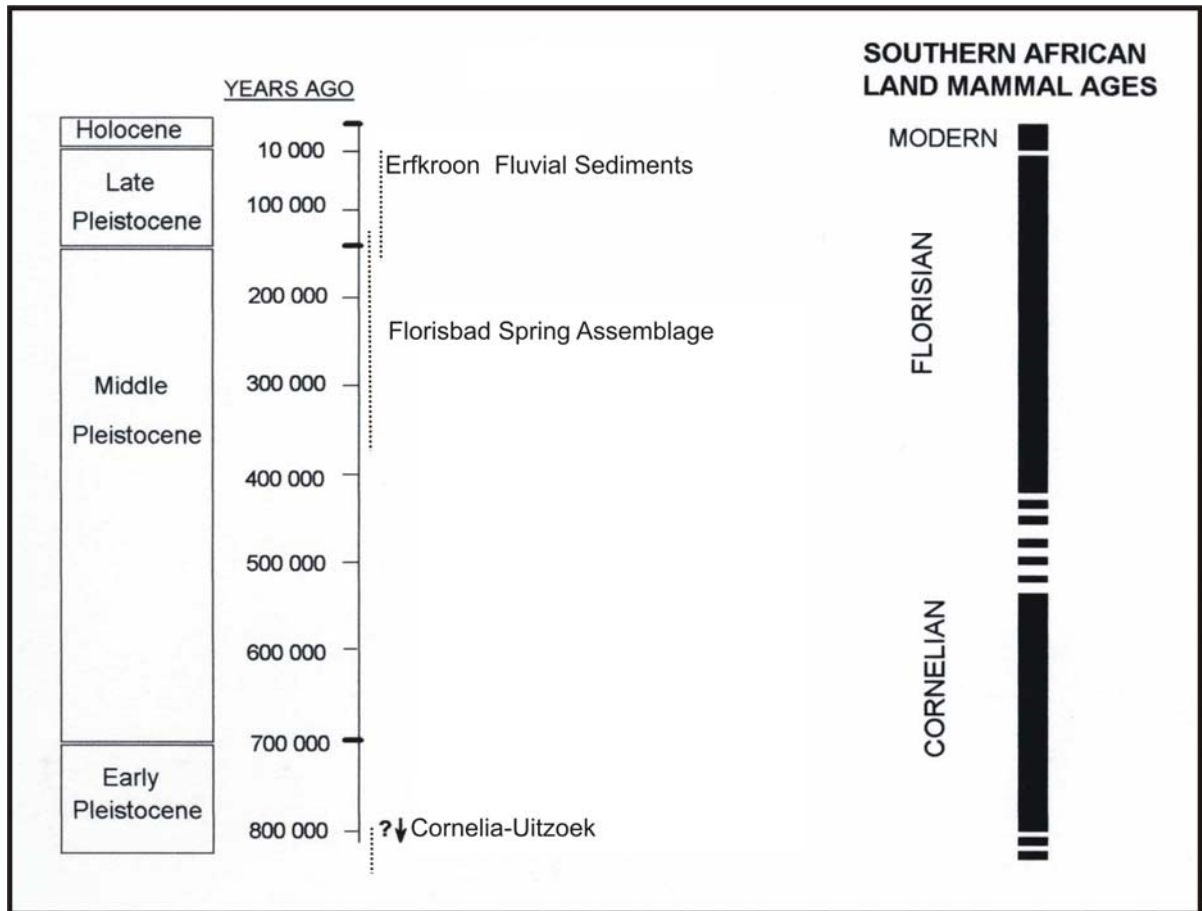 SOUTHERN AFRICAN
LAND MAMMAL AGES
YEARS AGO
Holocene
MODERN
10 000
Erfkroon Fluvial Sediments
Late
Pleistocene
100 000
200 000
Florisbad Spring Assemblage
FLORISIAN
Middle
Pleistocene
300 000
400 000
500 000
600 000
CORNELIAN
700 000
Early
Pleistocene
800 000
?↓ Cornelia-Uitzoek